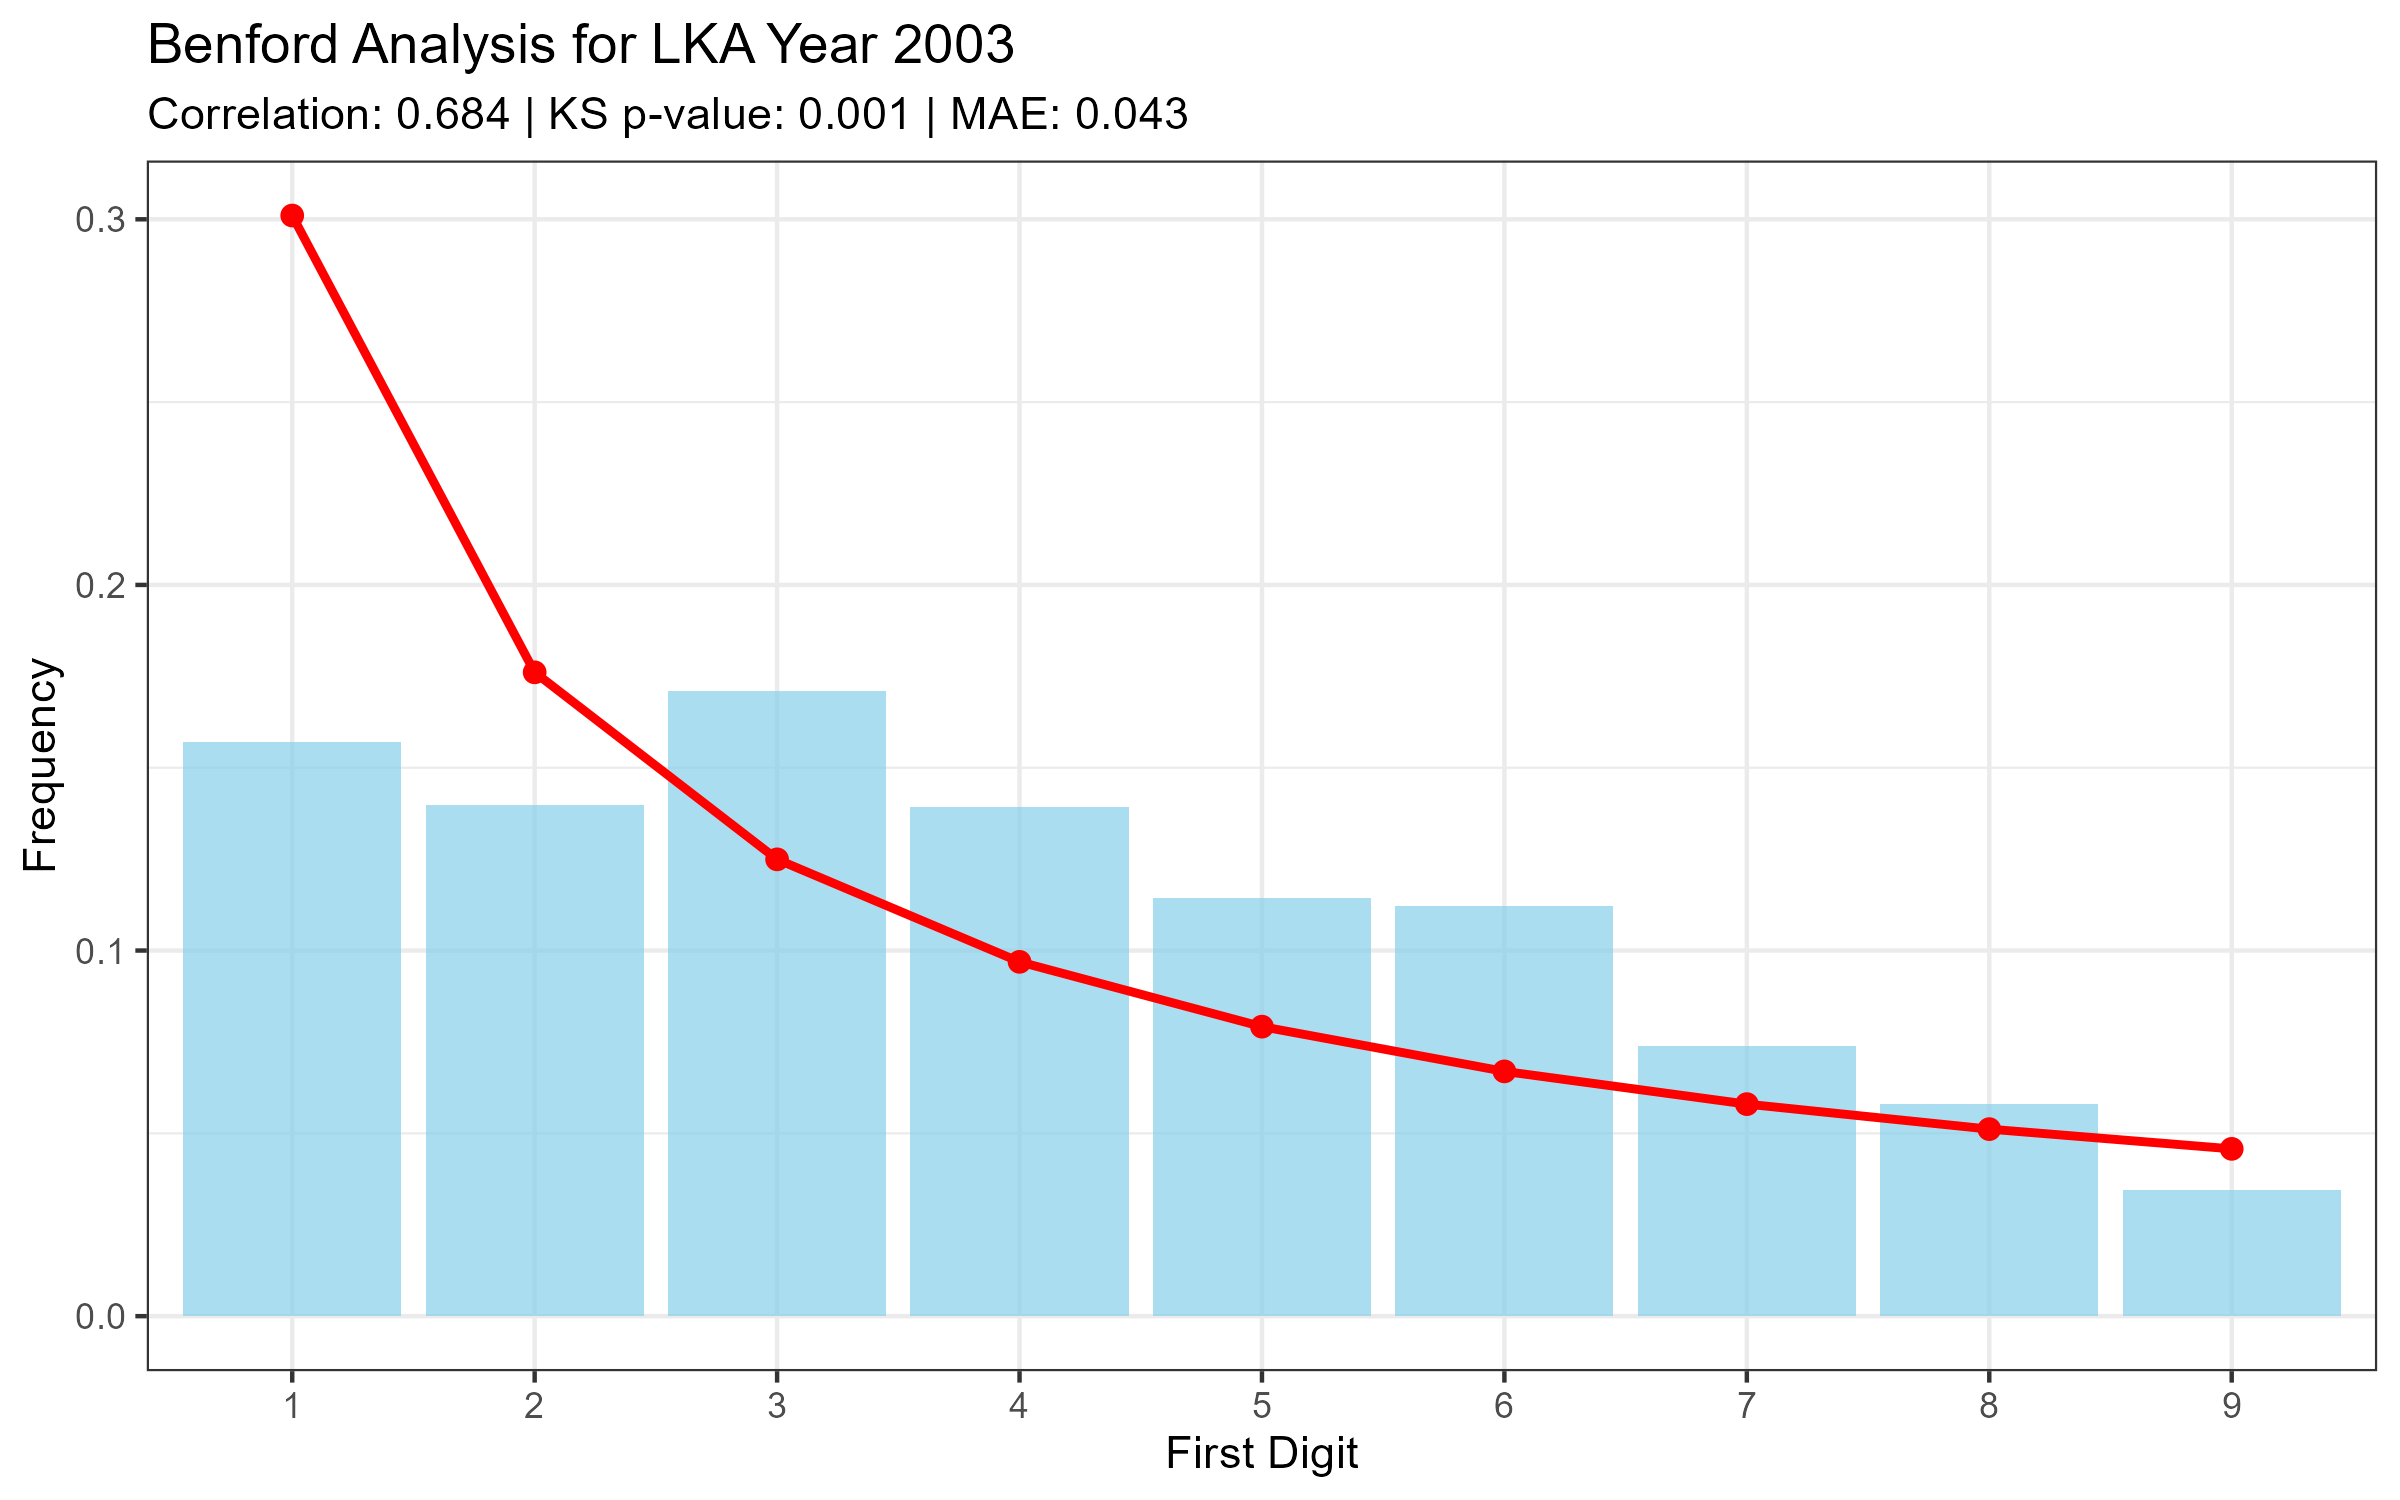 Benford Analysis for LKA Year 2003
Correlation: 0.684 | KS p-value: 0.001 | MAE: 0.043
0.3
0.2
0.1
0.0
Frequency
1 2 3 4 5 6 7 8 9
First Digit